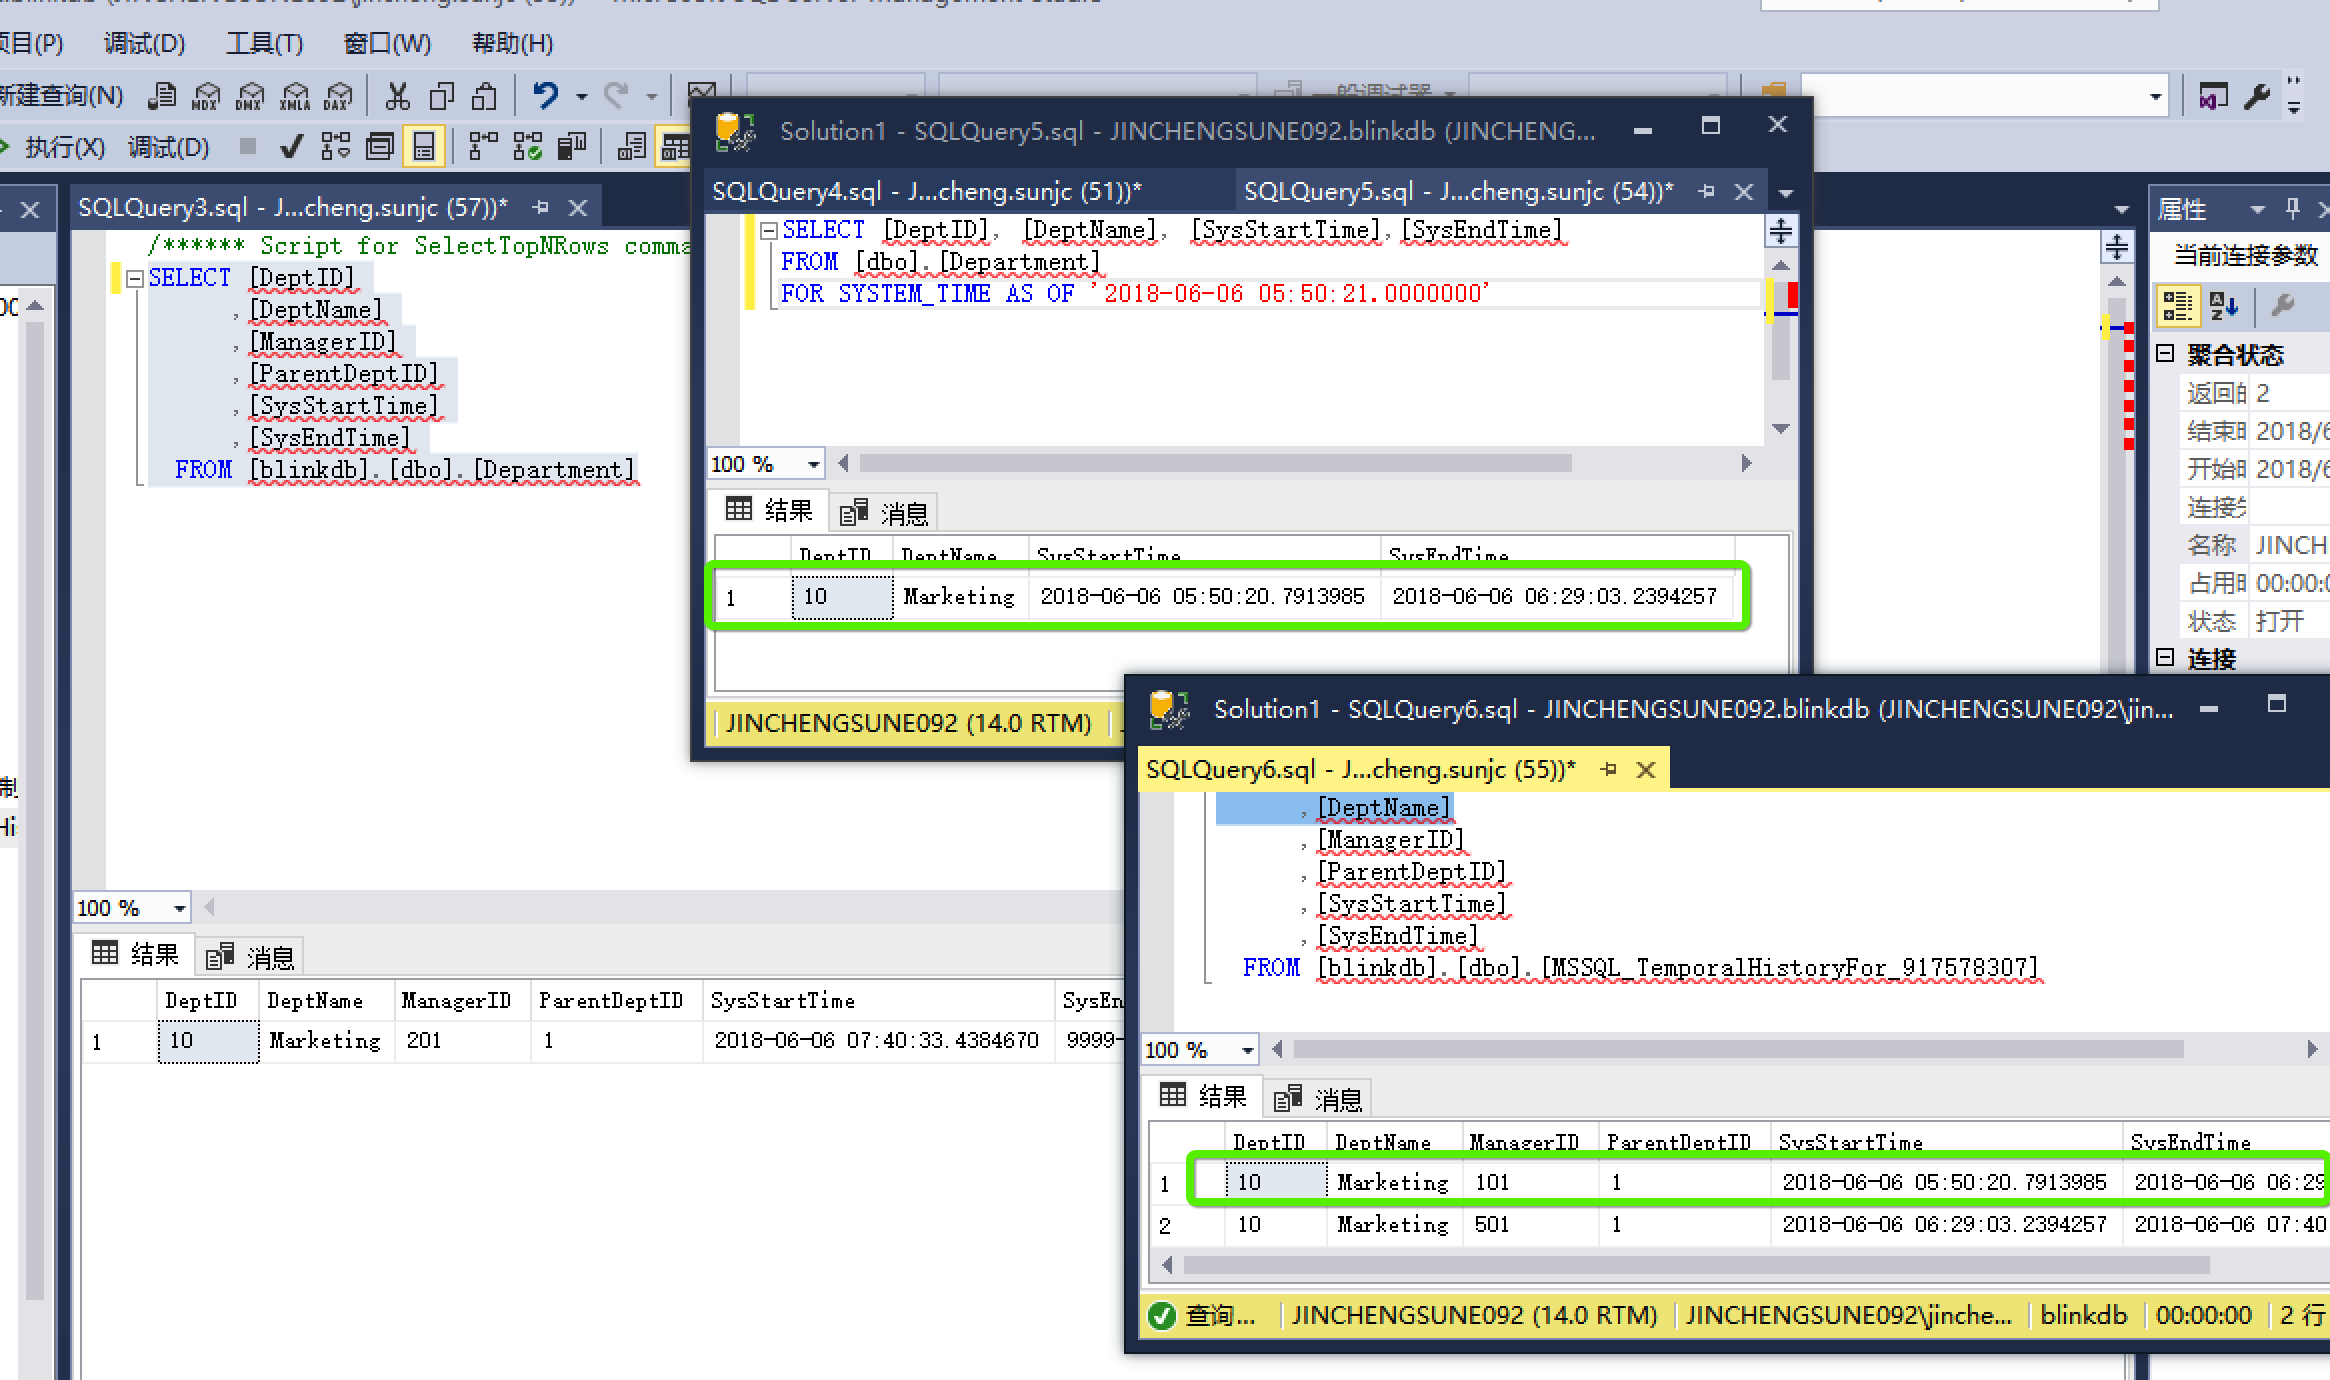 项目(P) 调试(D) 工具(T) 窗口(W) 帮助(H)
新建查询(N) MDX DMX XMLA DAX
执行(X) 调试(D)
SQLQuery3.sql - J...cheng.sunjc (57))*
/****** Script for SelectTopNRows comma
SELECT [DeptID]
,[DeptName]
,[ManagerID]
,[ParentDeptID]
,[SysStartTime]
,[SysEndTime]
FROM [blinkdb].[dbo].[Department]
100 %
结果 消息
DeptID DeptName ManagerID ParentDeptID SysStartTime SysEn
1 10 Marketing 201 1 2018-06-06 07:40:33.4384670 9999-
Solution1 - SQLQuery5.sql - JINCHENGSUNE092.blinkdb (JINCHENG...
SQLQuery4.sql - J...cheng.sunjc (51))*
SQLQuery5.sql - J...cheng.sunjc (54))*
SELECT [DeptID], [DeptName], [SysStartTime],[SysEndTime]
FROM [dbo].[Department]
FOR SYSTEM_TIME AS OF '2018-06-06 05:50:21.0000000'
100 %
结果 消息
DeptID DeptName SysStartTime SysEndTime
1 10 Marketing 2018-06-06 05:50:20.7913985 2018-06-06 06:29:03.2394257
JINCHENGSUNE092 (14.0 RTM)
Solution1 - SQLQuery6.sql - JINCHENGSUNE092.blinkdb (JINCHENGSUNE092\jin...
SQLQuery6.sql - J...cheng.sunjc (55))*
,[DeptName]
,[ManagerID]
,[ParentDeptID]
,[SysStartTime]
,[SysEndTime]
FROM [blinkdb].[dbo].[MSSQL_TemporalHistoryFor_917578307]
100 %
结果 消息
DeptID DeptName ManagerID ParentDeptID SysStartTime SysEndTime
1 10 Marketing 101 1 2018-06-06 05:50:20.7913985 2018-06-06 06:29
2 10 Marketing 501 1 2018-06-06 06:29:03.2394257 2018-06-06 07:40
查询... JINCHENGSUNE092 (14.0 RTM) JINCHENGSUNE092\jinche... blinkdb 00:00:00 2 行
属性
当前连接参数
聚合状态
返回的 2
结束时 2018/6
开始时 2018/6
连接失
名称 JINCH
占用时 00:00:0
状态 打开
连接